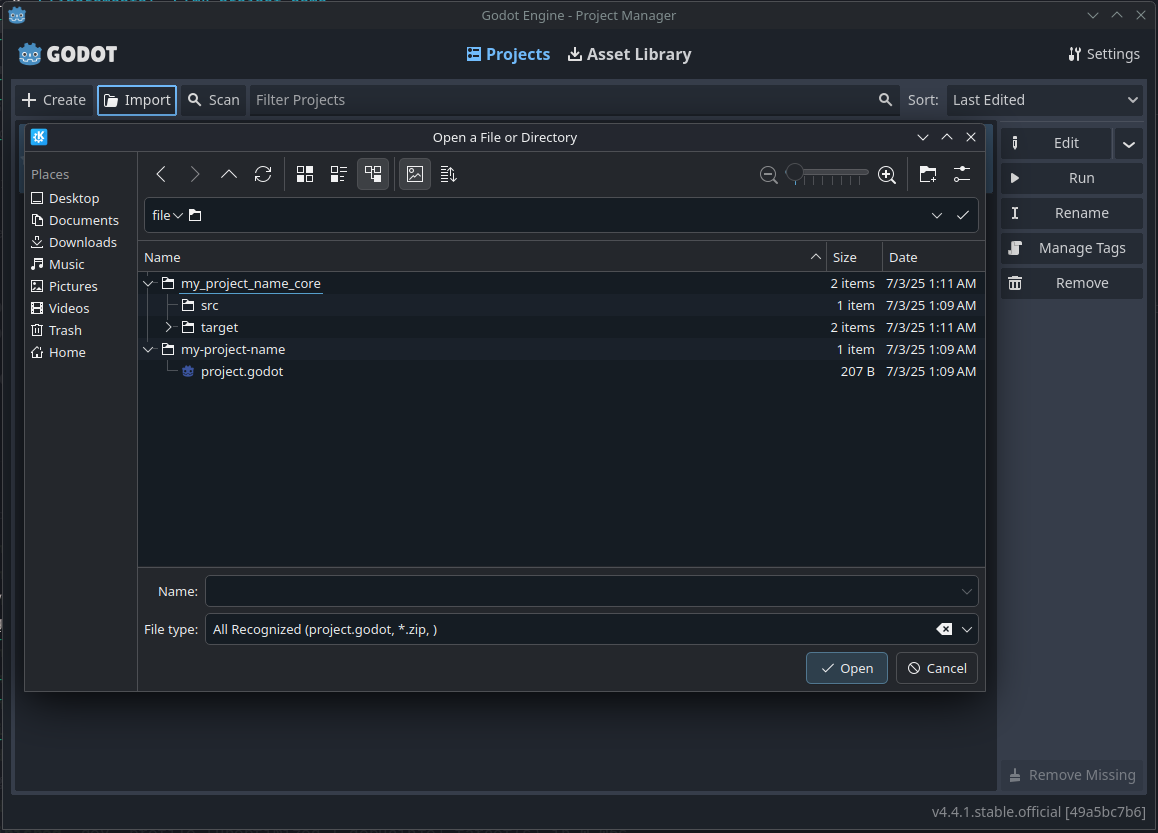 Godot Engine - Project Manager
GODOT
Projects
Asset Library
Settings
Create
Import
Scan
Filter Projects
Sort:
Last Edited
Open a File or Directory
Places
Desktop
Documents
Downloads
Music
Pictures
Videos
Trash
Home
file
Name Size Date
my_project_name_core 2 items 7/3/25 1:11 AM
src 1 item 7/3/25 1:09 AM
target 2 items 7/3/25 1:11 AM
my-project-name 1 item 7/3/25 1:09 AM
project.godot 207 B 7/3/25 1:09 AM
Name:
File type: All Recognized (project.godot, *.zip, )
Open
Cancel
Edit
Run
Rename
Manage Tags
Remove
Remove Missing
v4.4.1.stable.official [49a5bc7b6]